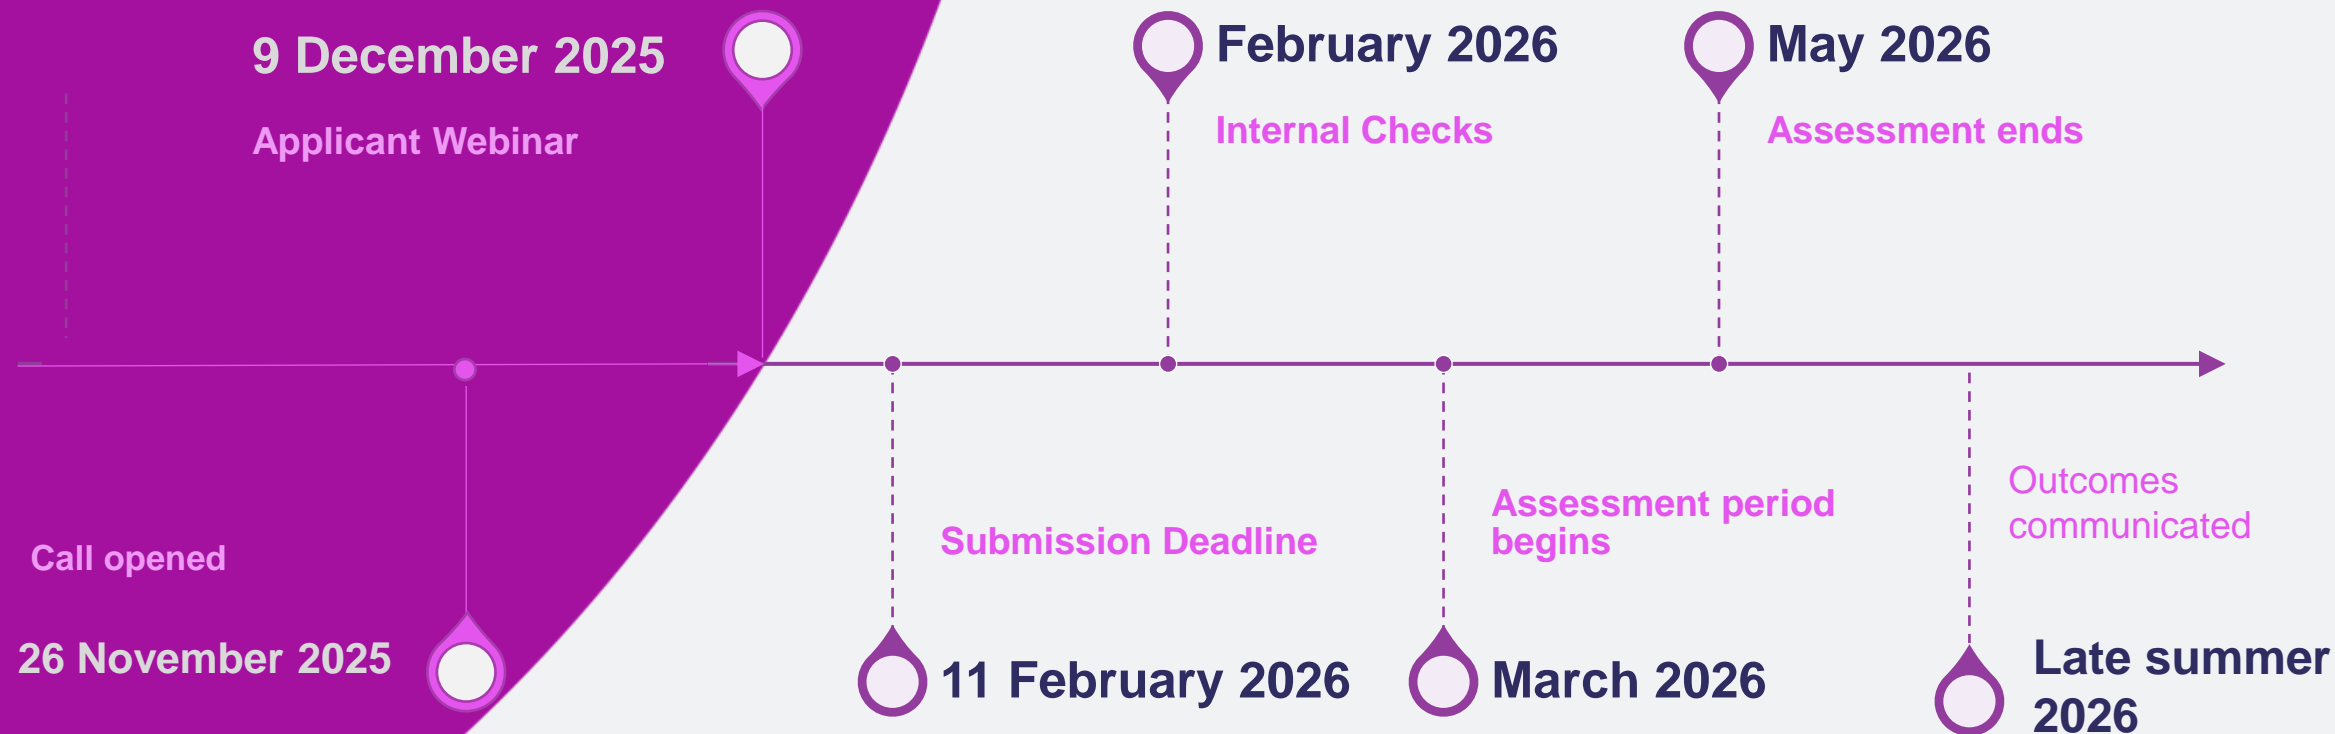 9 December 2025
Applicant Webinar
February 2026
Internal Checks
May 2026
Assessment ends
Call opened
26 November 2025
Submission Deadline
11 February 2026
Assessment period
begins
March 2026
Outcomes
communicated
Late summer
2026